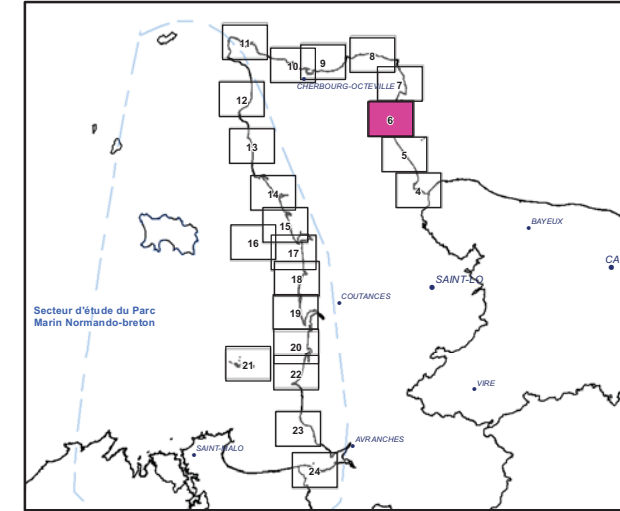 11
10
9
8
CHERBOURG-OCTEVILLE
7
12
6
13
5
14
4
15
BAYEUX
16
17
CA
18
SAINT-LO
COUTANCES
19
Secteur d'étude du Parc
Marin Normando-breton
20
21
22
VIRE
23
AVRANCHES
SAINT-MALO
24